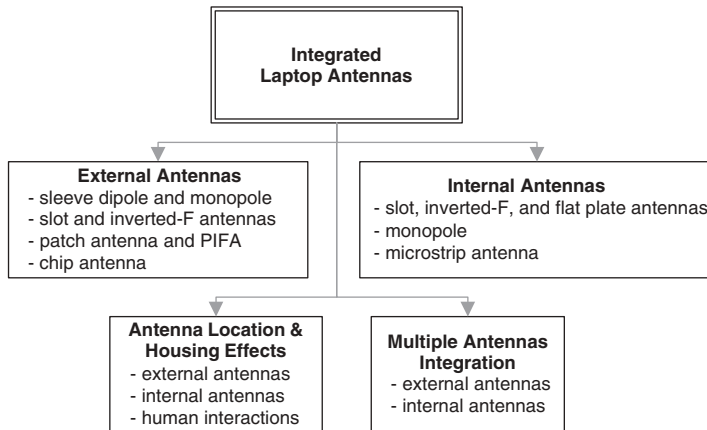 Integrated
Laptop Antennas
External Antennas
- sleeve dipole and monopole
- slot and inverted-F antennas
- patch antenna and PIFA
- chip antenna
Internal Antennas
- slot, inverted-F, and flat plate antennas
- monopole
- microstrip antenna
Antenna Location &
Housing Effects
- external antennas
- internal antennas
- human interactions
Multiple Antennas
Integration
- external antennas
- internal antennas